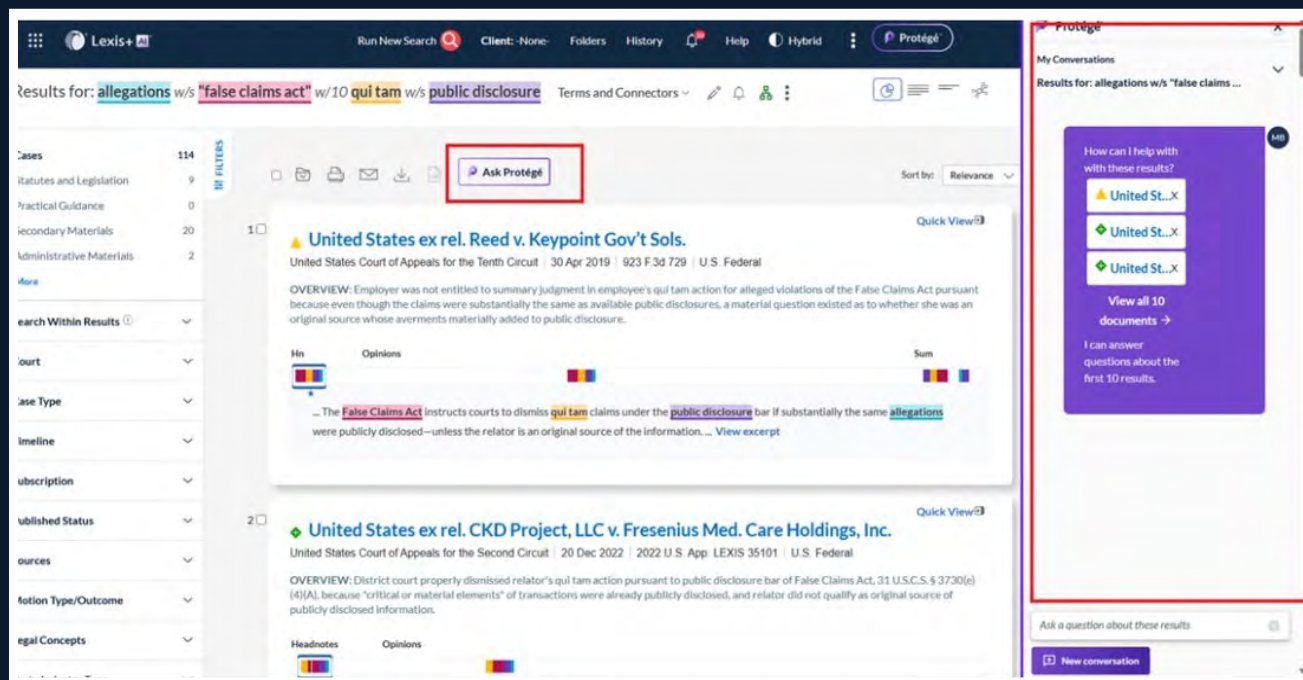 Lexis+ AI
Run New Search
Client: -None-
Folders
History
Help
Hybrid
Protégé
Results for: allegations w/s "false claims act" w/10 qui tam w/s public disclosure
Terms and Connectors
Cases 114
Statutes and Legislation 9
Practical Guidance 0
Secondary Materials 20
Administrative Materials 2
More
earch Within Results
ourt
ase Type
imeline
ubscription
ublished Status
ources
Motion Type/Outcome
egal Concepts
FILTERS
Ask Protégé
Sort by: Relevance
1
United States ex rel. Reed v. Keypoint Gov't Sols.
Quick View
United States Court of Appeals for the Tenth Circuit | 30 Apr 2019 | 923 F.3d 729 | U.S. Federal
OVERVIEW: Employer was not entitled to summary judgment in employee's qui tam action for alleged violations of the False Claims Act pursuant
because even though the claims were substantially the same as available public disclosures, a material question existed as to whether she was an
original source whose averments materially added to public disclosure.
Hn Opinions Sum
... The False Claims Act instructs courts to dismiss qui tam claims under the public disclosure bar if substantially the same allegations
were publicly disclosed—unless the relator is an original source of the information. ... View excerpt
2
Quick View
United States ex rel. CKD Project, LLC v. Fresenius Med. Care Holdings, Inc.
United States Court of Appeals for the Second Circuit | 20 Dec 2022 | 2022 U.S. App. LEXIS 35101 | U.S. Federal
OVERVIEW: District court properly dismissed relator's qui tam action pursuant to public disclosure bar of False Claims Act, 31 U.S.C.S. § 3730(e)
(4)(A), because "critical or material elements" of transactions were already publicly disclosed, and relator did not qualify as original source of
publicly disclosed information.
Headnotes Opinions
Protégé X
My Conversations
Results for: allegations w/s "false claims ...
MB
How can I help with
with these results?
United St...X
United St...X
United St...X
View all 10
documents →
I can answer
questions about the
first 10 results.
Ask a question about these results
New conversation